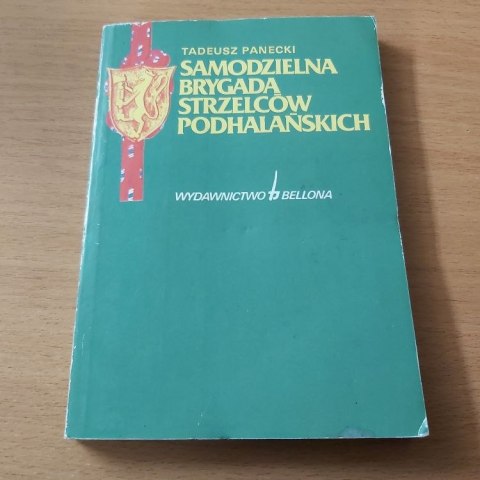 TADEUSZ PANECKI
SAMODZIELNA
BRYGADA
STRZELCÓW
PODHALAŃSKICH
WYDAWNICTWO BELLONA